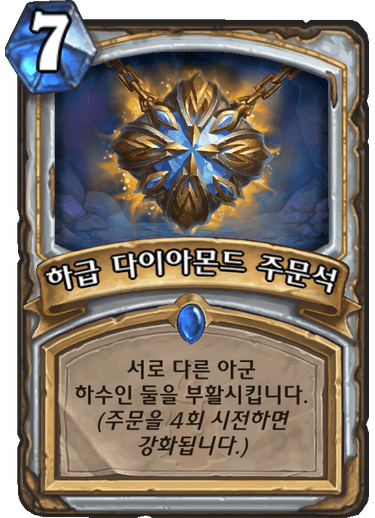 7
하급 다이아몬드 주문석
서로 다른 아군
하수인 둘을 부활시킵니다.
(주문을 4회 시전하면
강화됩니다.)